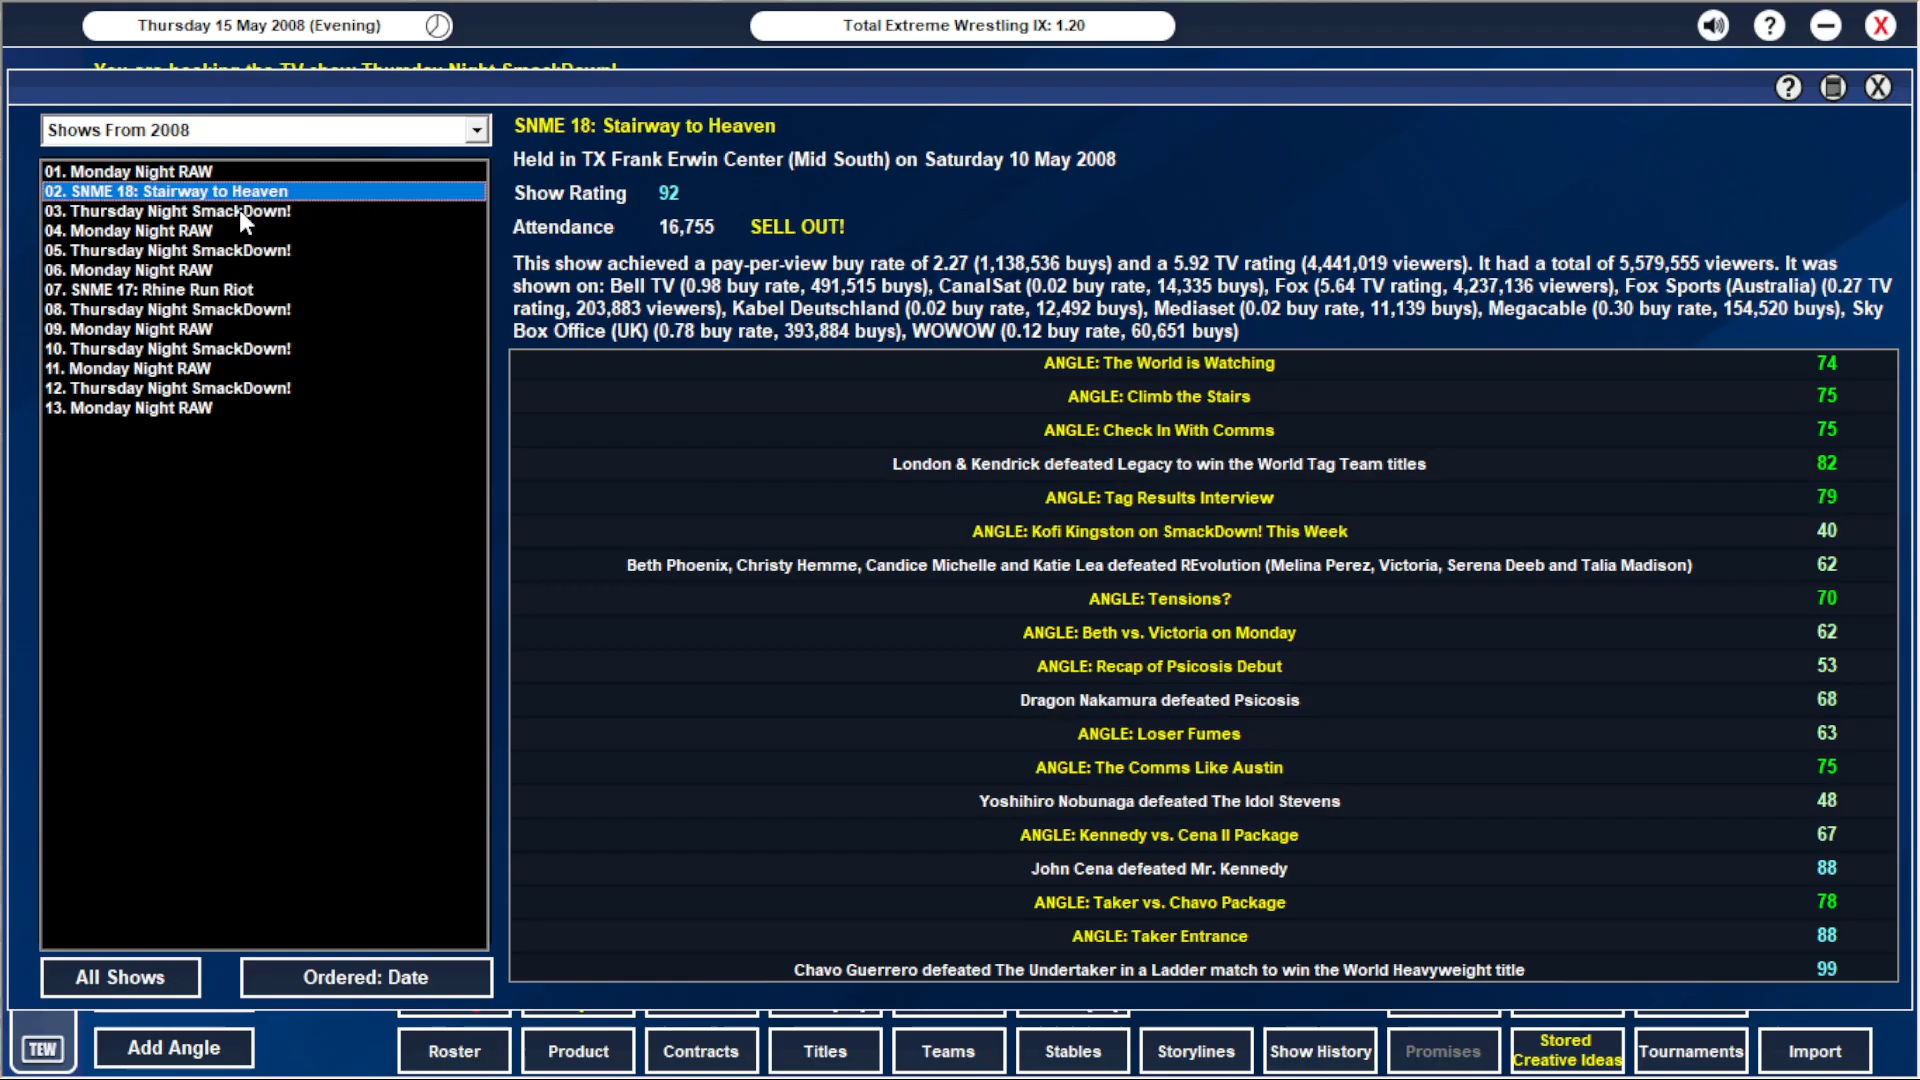 Thursday 15 May 2008 (Evening)
Total Extreme Wrestling IX: 1.20
?
X
You are booking the TV show Thursday Night SmackDown!
?
X
Shows From 2008
01. Monday Night RAW
02. SNME 18: Stairway to Heaven
03. Thursday Night SmackDown!
04. Monday Night RAW
05. Thursday Night SmackDown!
06. Monday Night RAW
07. SNME 17: Rhine Run Riot
08. Thursday Night SmackDown!
09. Monday Night RAW
10. Thursday Night SmackDown!
11. Monday Night RAW
12. Thursday Night SmackDown!
13. Monday Night RAW
All Shows
Ordered: Date
SNME 18: Stairway to Heaven
Held in TX Frank Erwin Center (Mid South) on Saturday 10 May 2008
Show Rating 92
Attendance 16,755 SELL OUT!
This show achieved a pay-per-view buy rate of 2.27 (1,138,536 buys) and a 5.92 TV rating (4,441,019 viewers). It had a total of 5,579,555 viewers. It was
shown on: Bell TV (0.98 buy rate, 491,515 buys), CanalSat (0.02 buy rate, 14,335 buys), Fox (5.64 TV rating, 4,237,136 viewers), Fox Sports (Australia) (0.27 TV
rating, 203,883 viewers), Kabel Deutschland (0.02 buy rate, 12,492 buys), Mediaset (0.02 buy rate, 11,139 buys), Megacable (0.30 buy rate, 154,520 buys), Sky
Box Office (UK) (0.78 buy rate, 393,884 buys), WOWOW (0.12 buy rate, 60,651 buys)
ANGLE: The World is Watching 74
ANGLE: Climb the Stairs 75
ANGLE: Check In With Comms 75
London & Kendrick defeated Legacy to win the World Tag Team titles 82
ANGLE: Tag Results Interview 79
ANGLE: Kofi Kingston on SmackDown! This Week 40
Beth Phoenix, Christy Hemme, Candice Michelle and Katie Lea defeated REvolution (Melina Perez, Victoria, Serena Deeb and Talia Madison) 62
ANGLE: Tensions? 70
ANGLE: Beth vs. Victoria on Monday 62
ANGLE: Recap of Psicosis Debut 53
Dragon Nakamura defeated Psicosis 68
ANGLE: Loser Fumes 63
ANGLE: The Comms Like Austin 75
Yoshihiro Nobunaga defeated The Idol Stevens 48
ANGLE: Kennedy vs. Cena II Package 67
John Cena defeated Mr. Kennedy 88
ANGLE: Taker vs. Chavo Package 78
ANGLE: Taker Entrance 88
Chavo Guerrero defeated The Undertaker in a Ladder match to win the World Heavyweight title 99
TEW
Add Angle
Roster
Product
Contracts
Titles
Teams
Stables
Storylines
Show History
Promises
Stored
Creative Ideas
Tournaments
Import